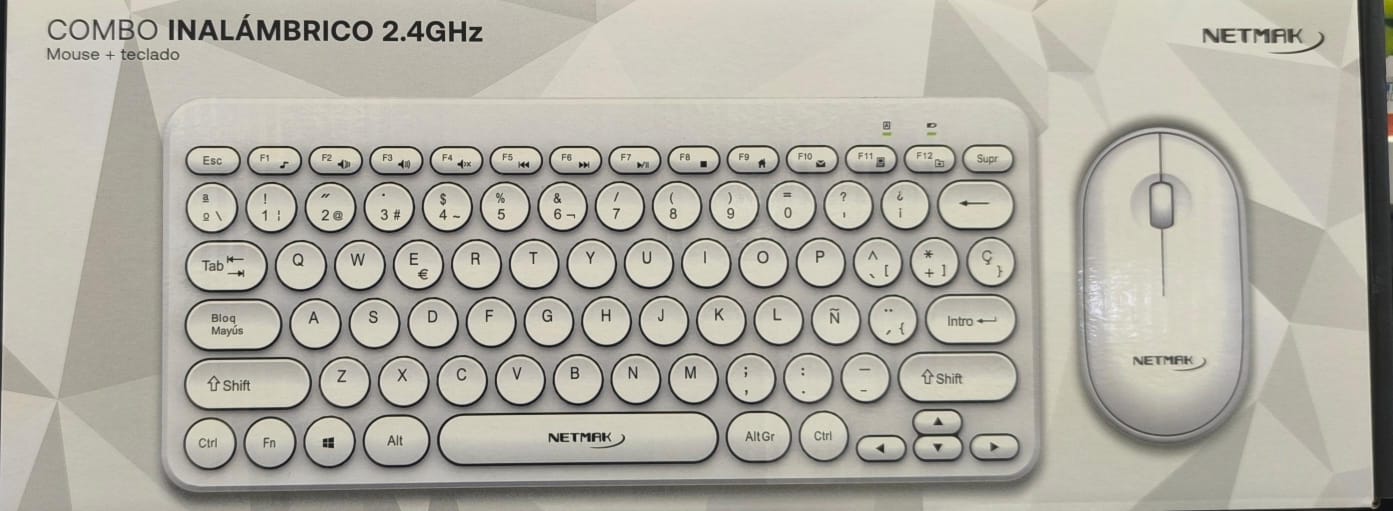 COMBO INALÁMBRICO 2.4GHz
Mouse + teclado
NETMAK
A
Esc F1 F2 F3 F4 F5 F6 F7 F8 F9 F10 F11 F12 Supr
ª ! " · $ % & / ( ) = ? ¿
º \ 1 ¦ 2 @ 3 # 4 ~ 5 6 ¬ 7 8 9 0 ' ¡ ←
Tab Q W E € R T Y U I O P ^ ` [ * + ] Ç }
Bloq
Mayús A S D F G H J K L Ñ ¨ ´ { Intro
⇧ Shift Z X C V B N M ; , : . — - ⇧ Shift
Ctrl Fn Alt NETMAK AltGr Ctrl ◀ ▲ ▼ ▶
NETMAK